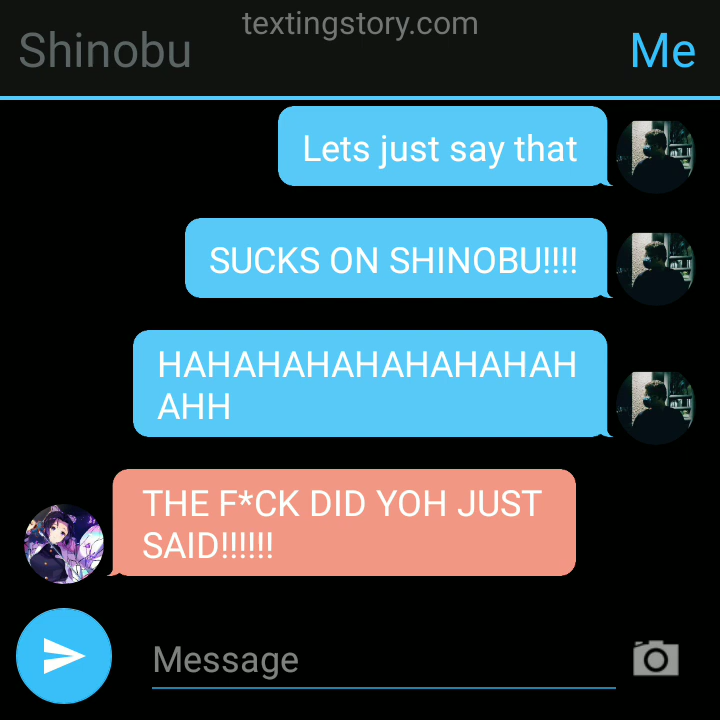 textingstory.com
Shinobu
Me
Lets just say that
SUCKS ON SHINOBU!!!!
HAHAHAHAHAHAHAHAH
AHH
THE F*CK DID YOH JUST
SAID!!!!!!
Message